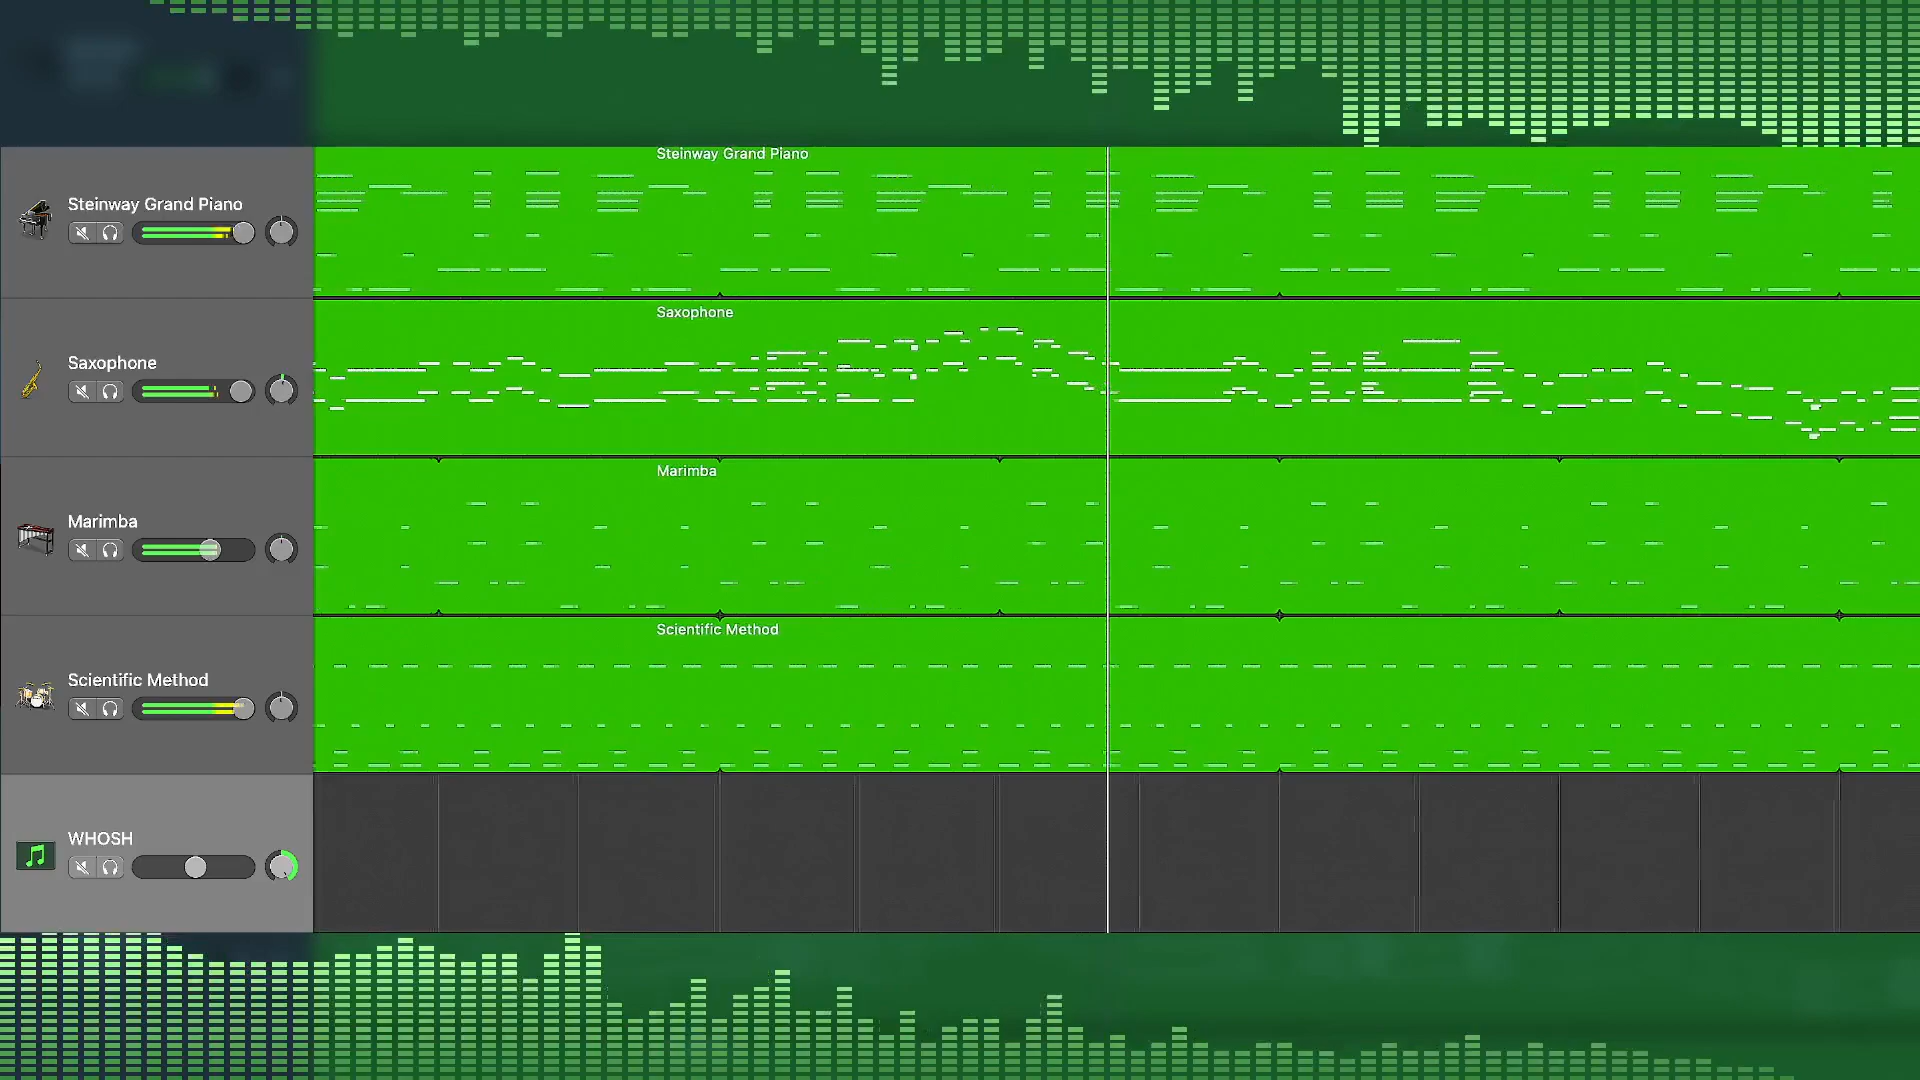 Steinway Grand Piano
Steinway Grand Piano
Saxophone
Saxophone
Marimba
Marimba
Scientific Method
Scientific Method
WHOSH